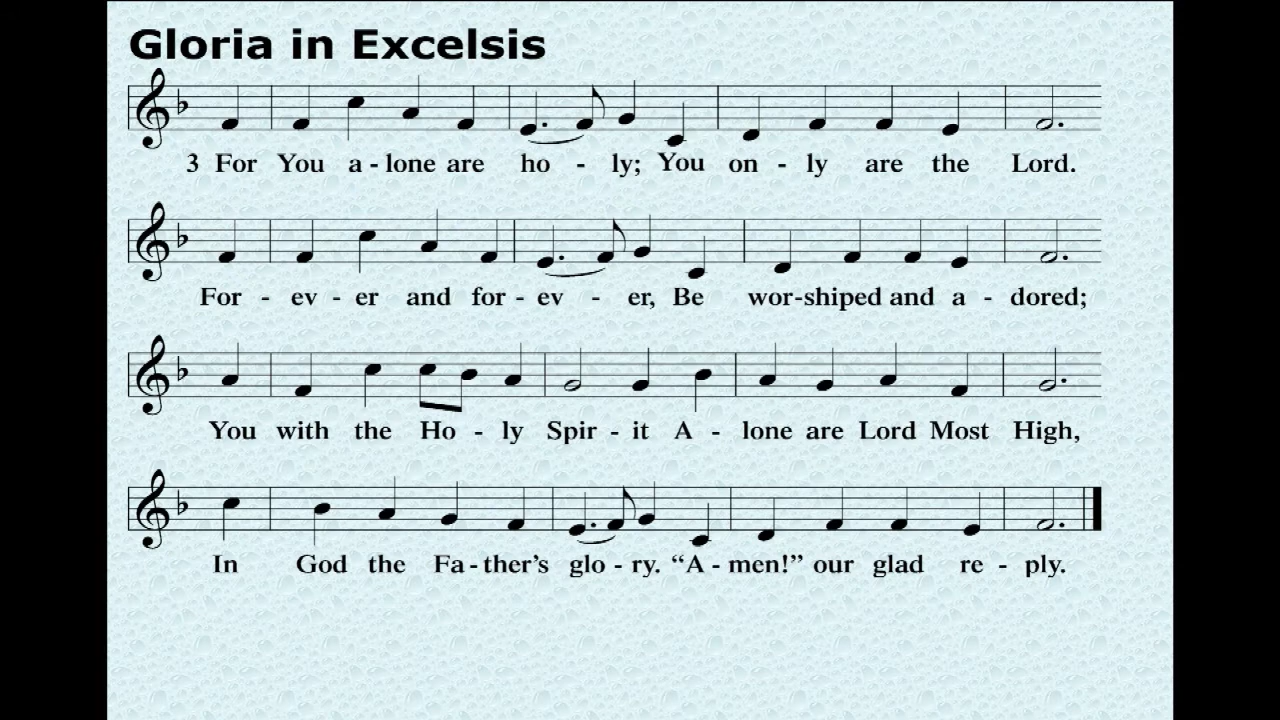 Gloria in Excelsis
3 For You a - lone are ho - ly; You on - ly are the Lord.
For - ev - er and for - ev - er, Be wor - shiped and a - dored;
You with the Ho - ly Spir - it A - lone are Lord Most High,
In God the Fa - ther’s glo - ry. “A - men!” our glad re - ply.